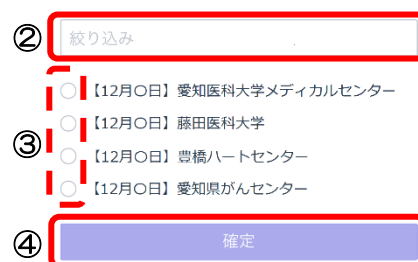 ② 絞り込み
【12月〇日】愛知医科大学メディカルセンター
【12月〇日】藤田医科大学
③
【12月〇日】豊橋ハートセンター
【12月〇日】愛知県がんセンター
④ 確定